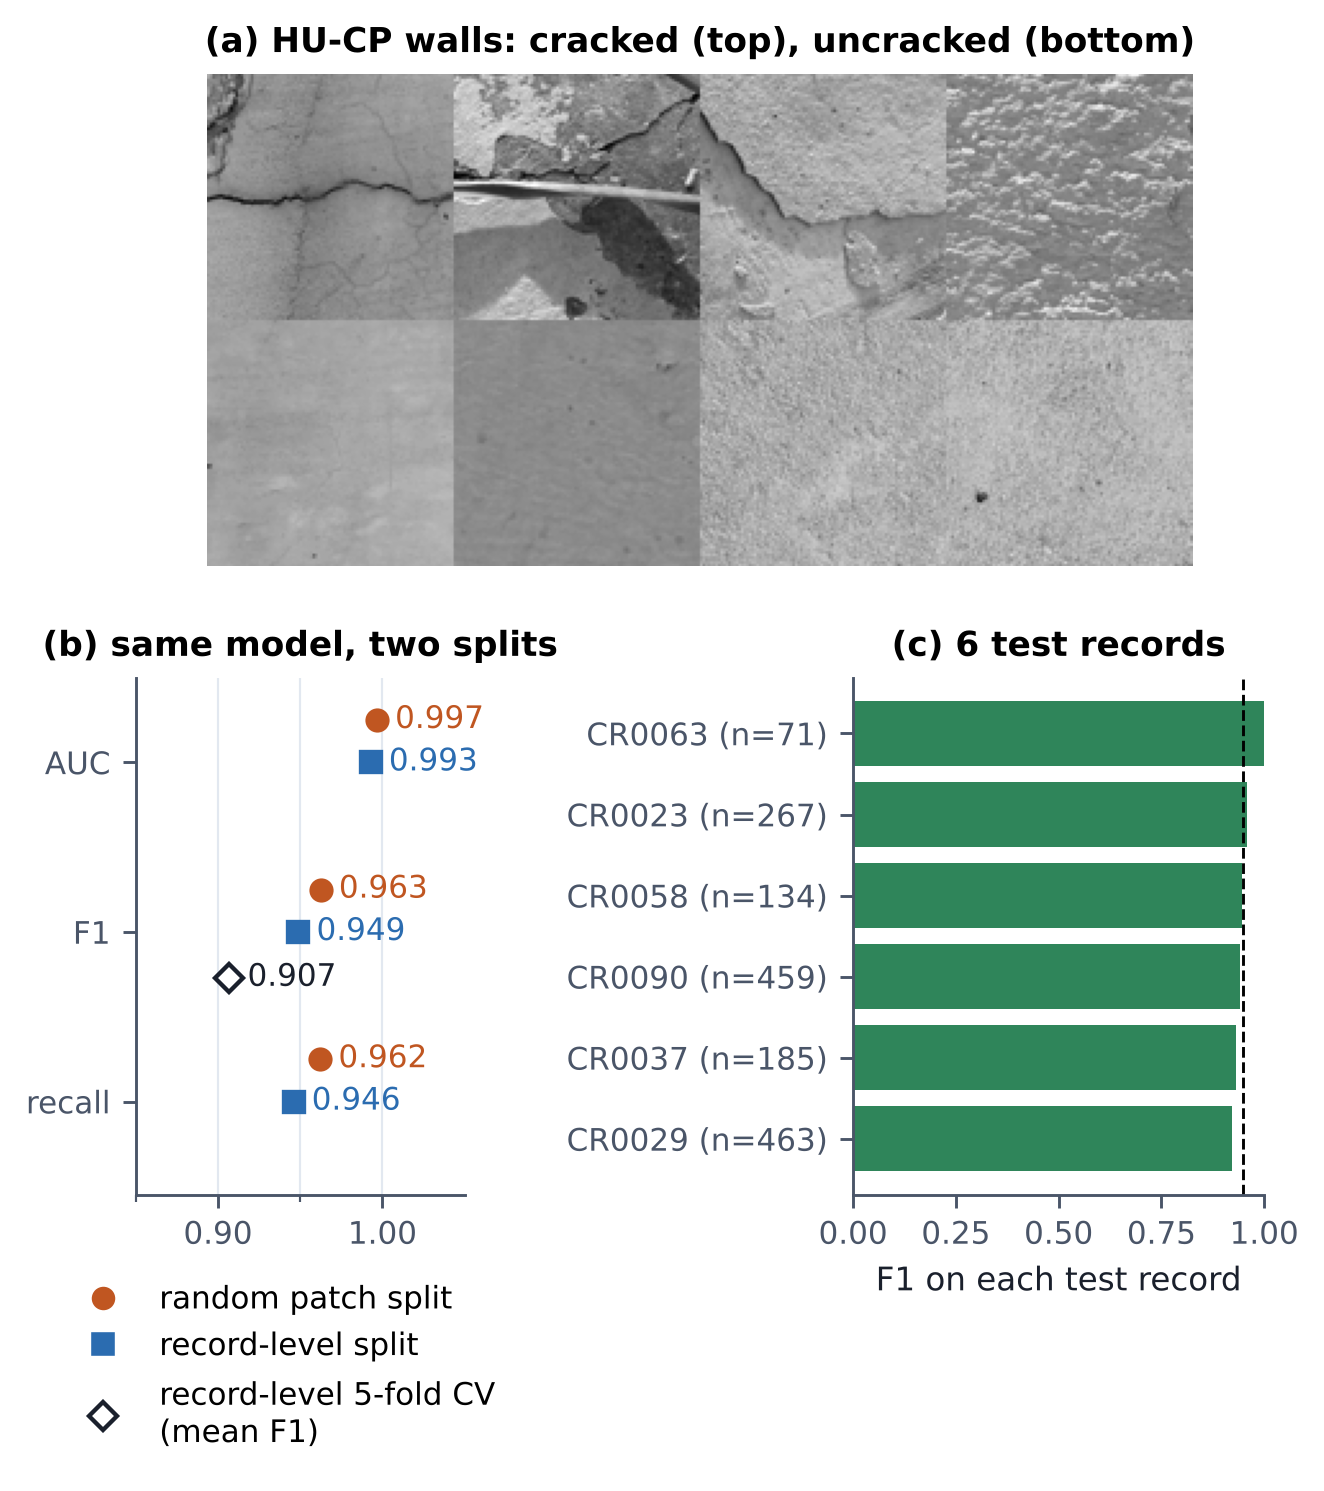 (a) HU-CP walls: cracked (top), uncracked (bottom)
(b) same model, two splits
AUC
0.997
0.993
F1
0.963
0.949
0.907
recall
0.962
0.946
0.90
1.00
random patch split
record-level split
record-level 5-fold CV
(mean F1)
(c) 6 test records
CR0063 (n=71)
CR0023 (n=267)
CR0058 (n=134)
CR0090 (n=459)
CR0037 (n=185)
CR0029 (n=463)
0.00
0.25
0.50
0.75
1.00
F1 on each test record